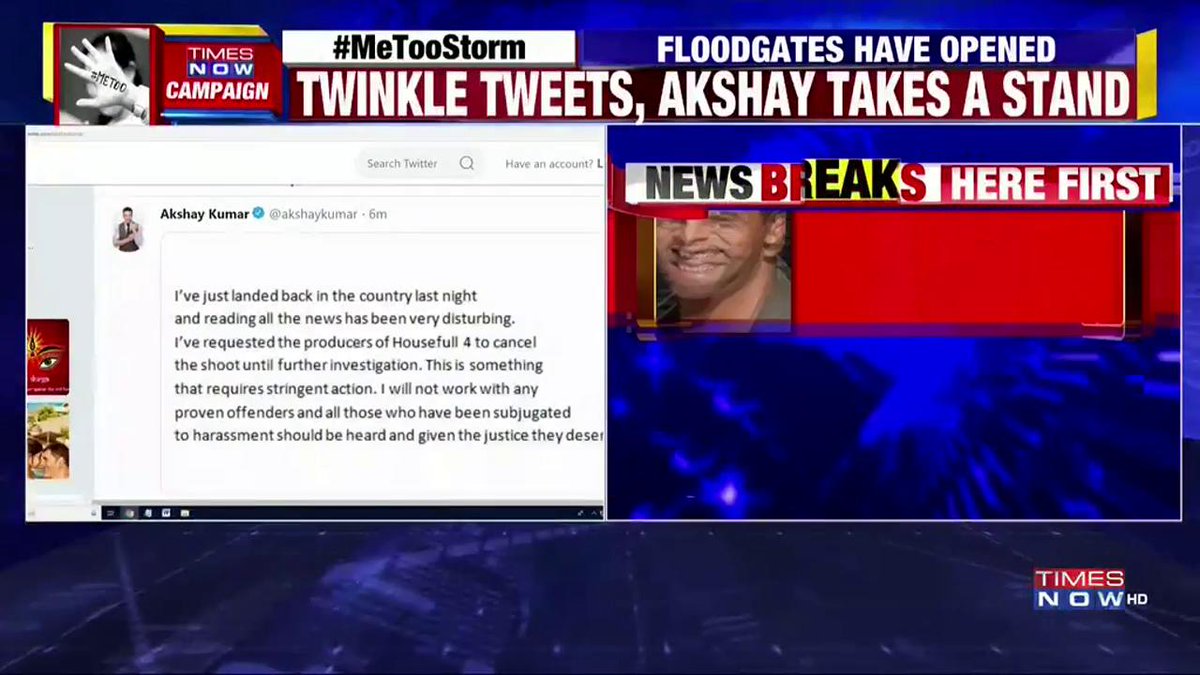 #MeTooStorm
FLOODGATES HAVE OPENED
#METOO
TIMES
NOW
CAMPAIGN
TWINKLE TWEETS, AKSHAY TAKES A STAND
Search Twitter
Have an account? L
Akshay Kumar @akshaykumar · 6m
I've just landed back in the country last night
and reading all the news has been very disturbing.
I've requested the producers of Housefull 4 to cancel
the shoot until further investigation. This is something
that requires stringent action. I will not work with any
proven offenders and all those who have been subjugated
to harassment should be heard and given the justice they deser
NEWS BREAKS HERE FIRST
TIMES
NOW HD